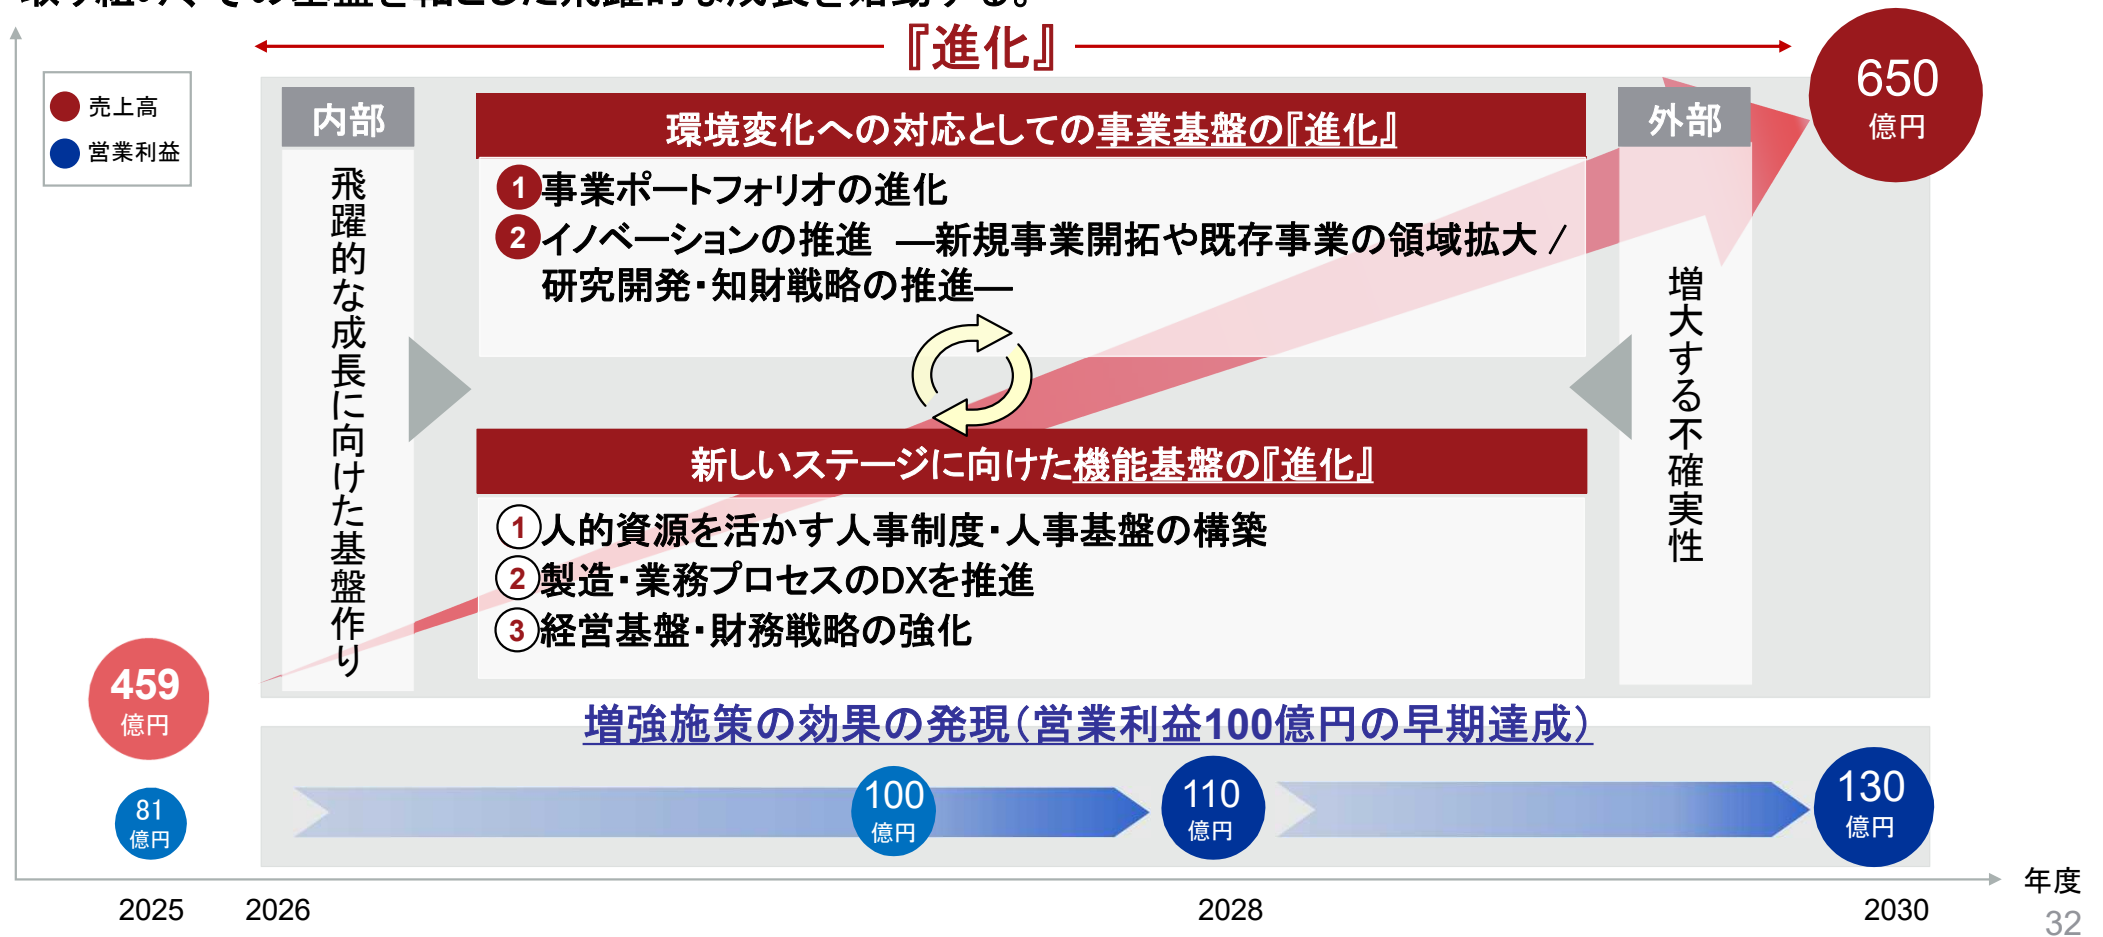 『進化』
売上高
営業利益
内部
飛躍的な成長に向けた基盤作り
環境変化への対応としての事業基盤の『進化』
1 事業ポートフォリオの進化
2 イノベーションの推進 ―新規事業開拓や既存事業の領域拡大 /
研究開発・知財戦略の推進―
新しいステージに向けた機能基盤の『進化』
1 人的資源を活かす人事制度・人事基盤の構築
2 製造・業務プロセスのDXを推進
3 経営基盤・財務戦略の強化
外部
増大する不確実性
650
億円
459
億円
増強施策の効果の発現（営業利益100億円の早期達成）
81
億円
100
億円
110
億円
130
億円
2025
2026
2028
2030
年度
32